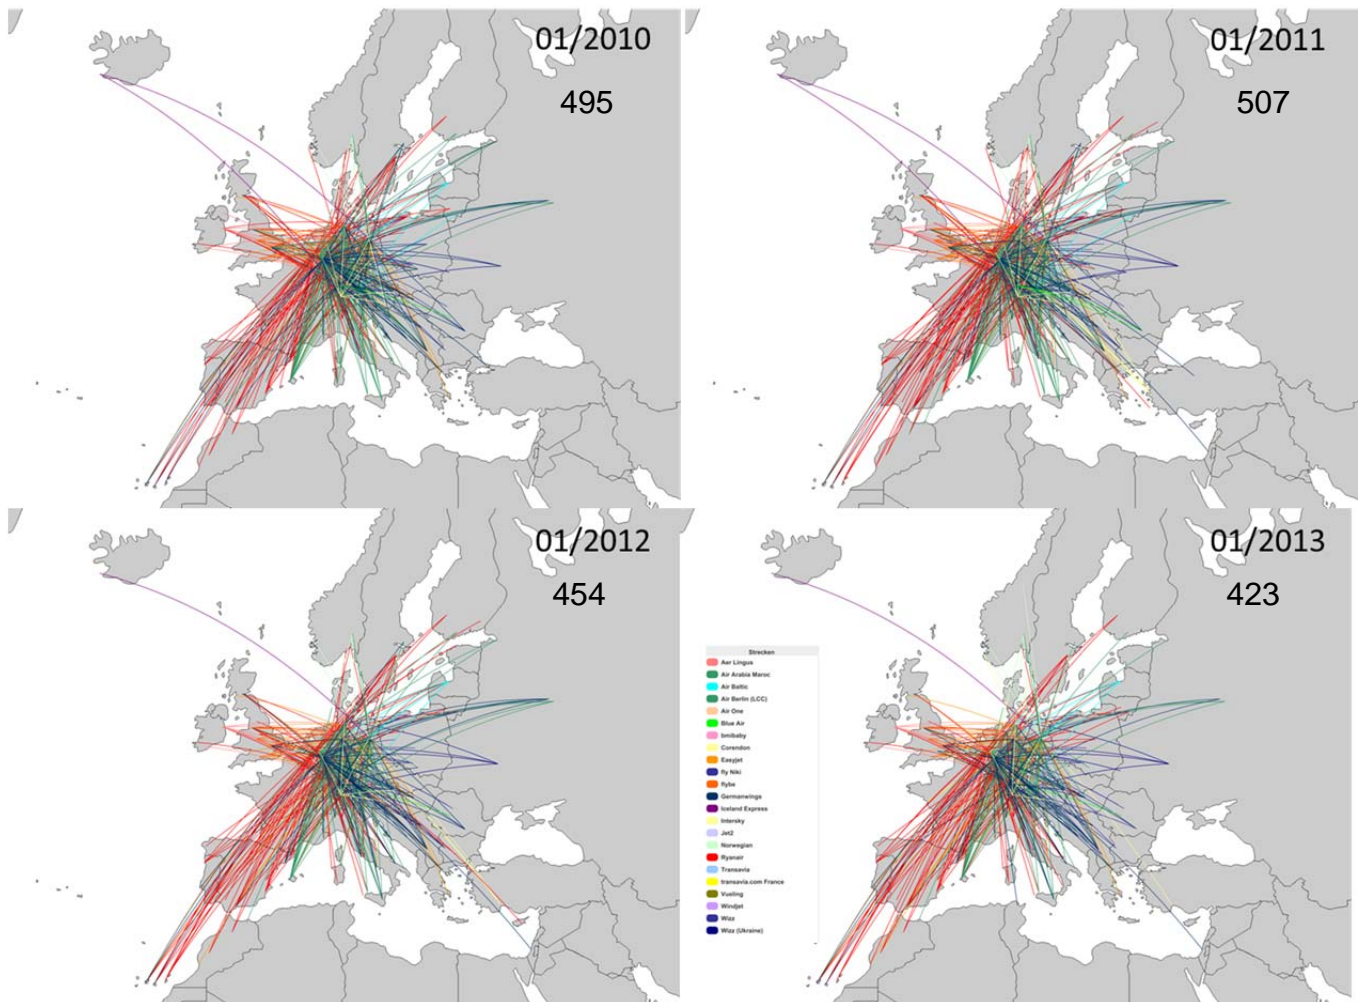 01/2010
495
01/2011
507
01/2012
454
01/2013
423
Strecken
Aer Lingus
Air Arabia Maroc
Air Baltic
Air Berlin (LCC)
Air One
Blue Air
bmibaby
Corendon
Easyjet
fly Niki
flybe
Germanwings
Iceland Express
Intersky
Jet2
Norwegian
Ryanair
Transavia
transavia.com France
Vueling
Windjet
Wizz
Wizz (Ukraine)